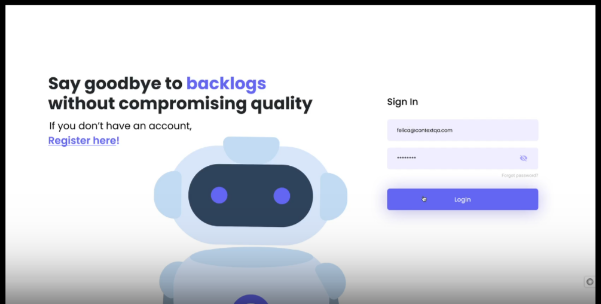 Say goodbye to backlogs
without compromising quality
If you don't have an account,
Register here!
Sign In
felica@contextqa.com
••••••••
Forgot password?
Login